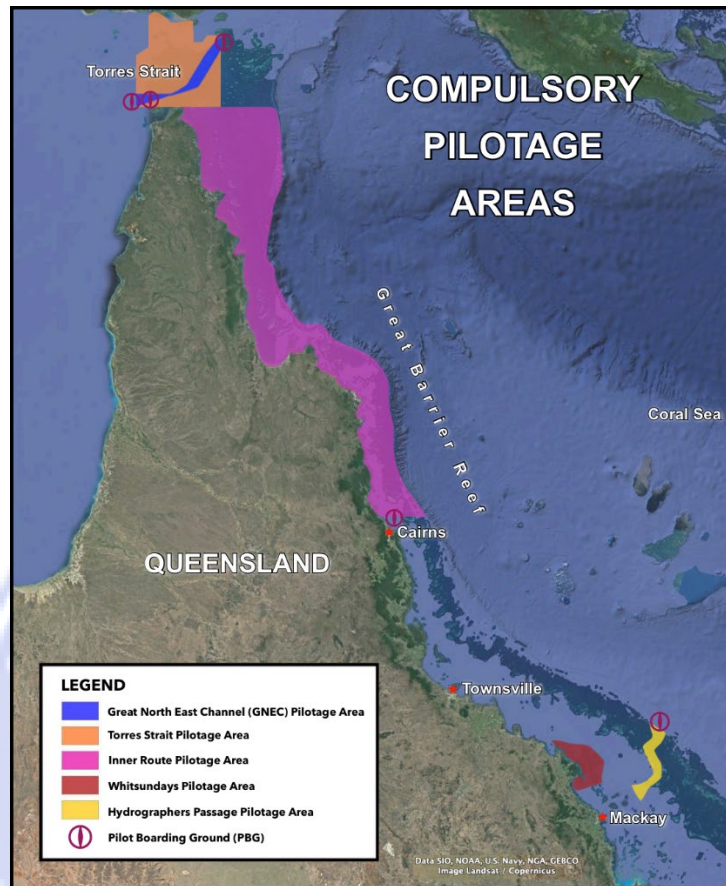 Torres Strait
COMPULSORY
PILOTAGE
AREAS
Great Barrier Reef
Coral Sea
Cairns
QUEENSLAND
Townsville
Mackay
LEGEND
Great North East Channel (GNEC) Pilotage Area
Torres Strait Pilotage Area
Inner Route Pilotage Area
Whitsundays Pilotage Area
Hydrographers Passage Pilotage Area
Pilot Boarding Ground (PBG)
Data SIO, NOAA, U.S. Navy, NGA, GEBCO
Image Landsat / Copernicus